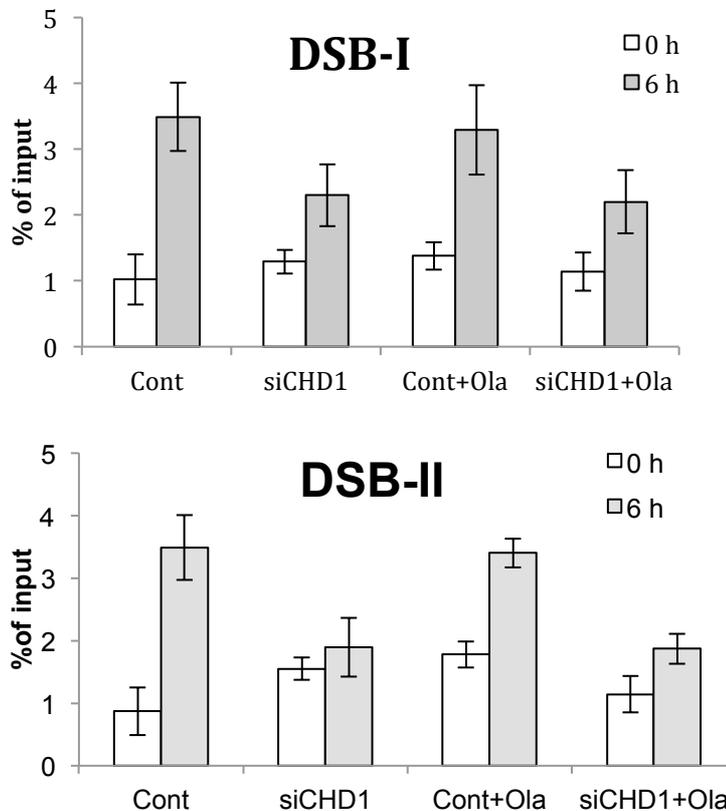 5
DSB-I
0 h
4
6 h
3
% of input
2
1
0
Cont siCHD1 Cont+Ola siCHD1+Ola
5
DSB-II
0 h
4
6 h
3
%of input
2
1
0
Cont siCHD1 Cont+Ola siCHD1+Ola